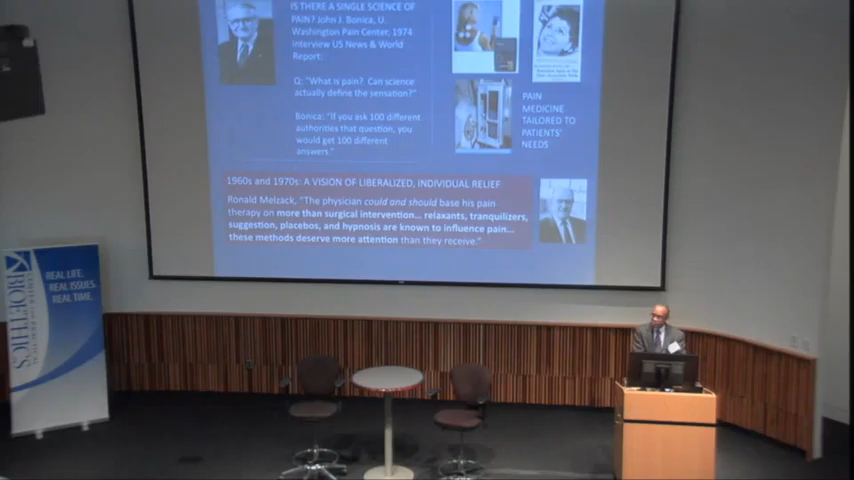 IS THERE A SINGLE SCIENCE OF
PAIN? John J. Bonica, U.
Washington Pain Center, 1974
Interview US News & World
Report:
Q: "What is pain? Can science
actually define the sensation?"
Bonica: "If you ask 100 different
authorities that question, you
would get 100 different
answers."
PAIN
MEDICINE
TAILORED TO
PATIENTS'
NEEDS
1960s and 1970s: A VISION OF LIBERALIZED, INDIVIDUAL RELIEF
Ronald Melzack, "The physician could and should base his pain
therapy on more than surgical intervention... relaxants, tranquilizers,
suggestion, placebos, and hypnosis are known to influence pain...
these methods deserve more attention than they receive."
REAL LIFE.
REAL ISSUES.
REAL TIME.
CENTER FOR PRACTICAL
BIOETHICS